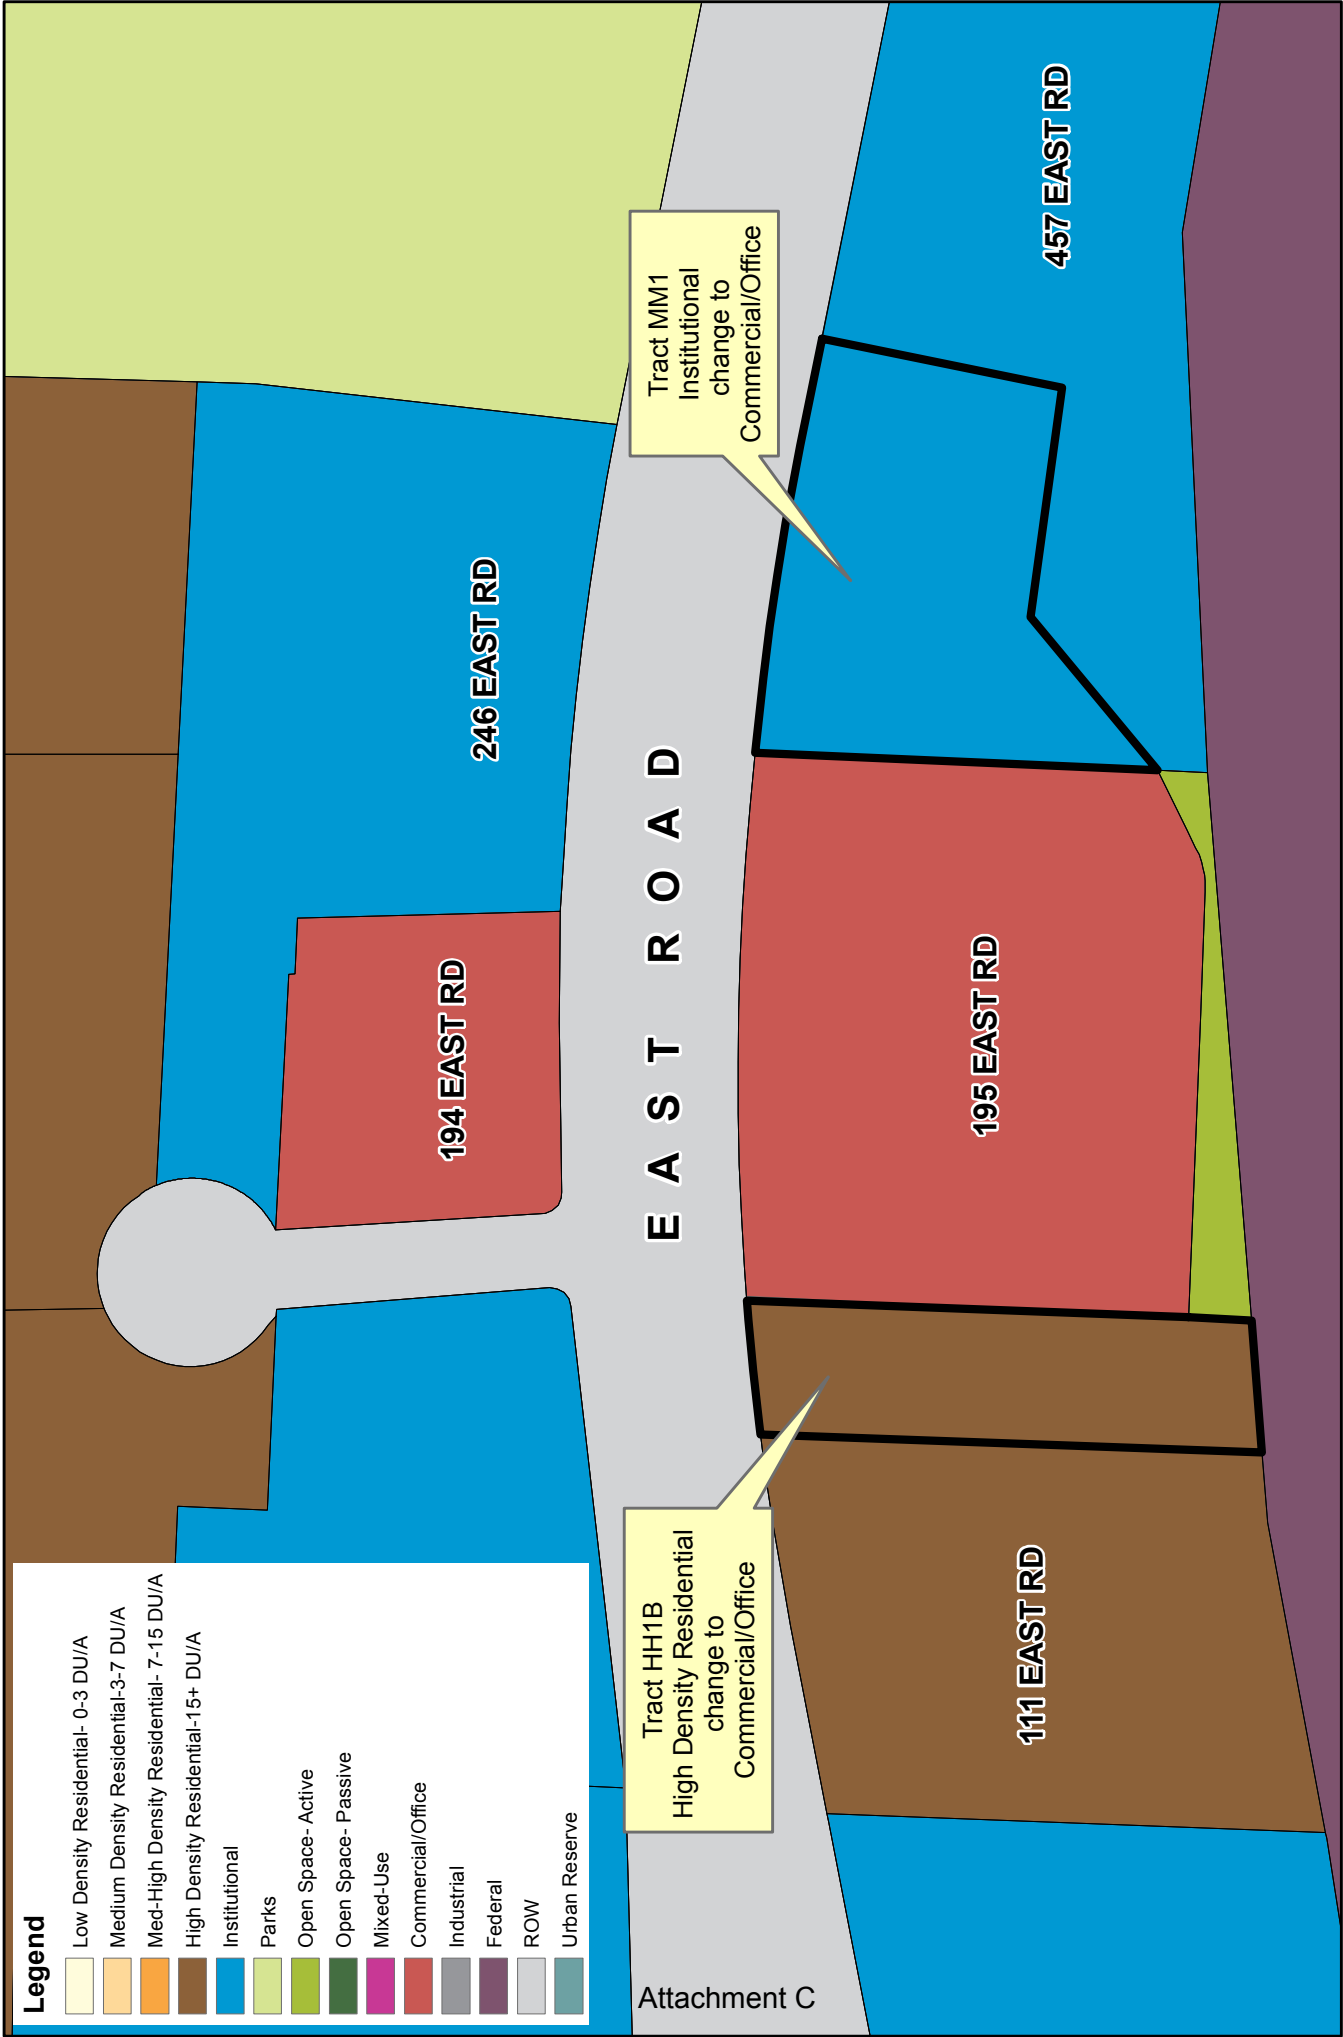 Legend
Low Density Residential- 0-3 DU/A
Medium Density Residential-3-7 DU/A
Med-High Density Residential- 7-15 DU/A
High Density Residential-15+ DU/A
Institutional
Parks
Open Space- Active
Open Space- Passive
Mixed-Use
Commercial/Office
Industrial
Federal
ROW
Urban Reserve
194 EAST RD
246 EAST RD
EAST ROAD
Tract HH1B
High Density Residential
change to
Commercial/Office
Tract MM1
Institutional
change to
Commercial/Office
111 EAST RD
195 EAST RD
457 EAST RD
Attachment C